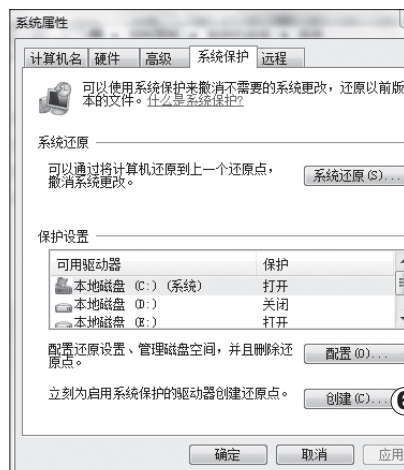 系统属性
计算机名 硬件 高级 系统保护 远程
可以使用系统保护来撤消不需要的系统更改，还原以前版
本的文件。什么是系统保护?
系统还原
可以通过将计算机还原到上一个还原点，
撤消系统更改。
系统还原(S)...
保护设置
可用驱动器 保护
本地磁盘 (C:) (系统) 打开
本地磁盘 (D:) 关闭
本地磁盘 (E:) 打开
配置还原设置、管理磁盘空间，并且删除还
原点。
配置(O)...
立刻为启用系统保护的驱动器创建还原点。
创建(C)...
6
确定 取消 应用